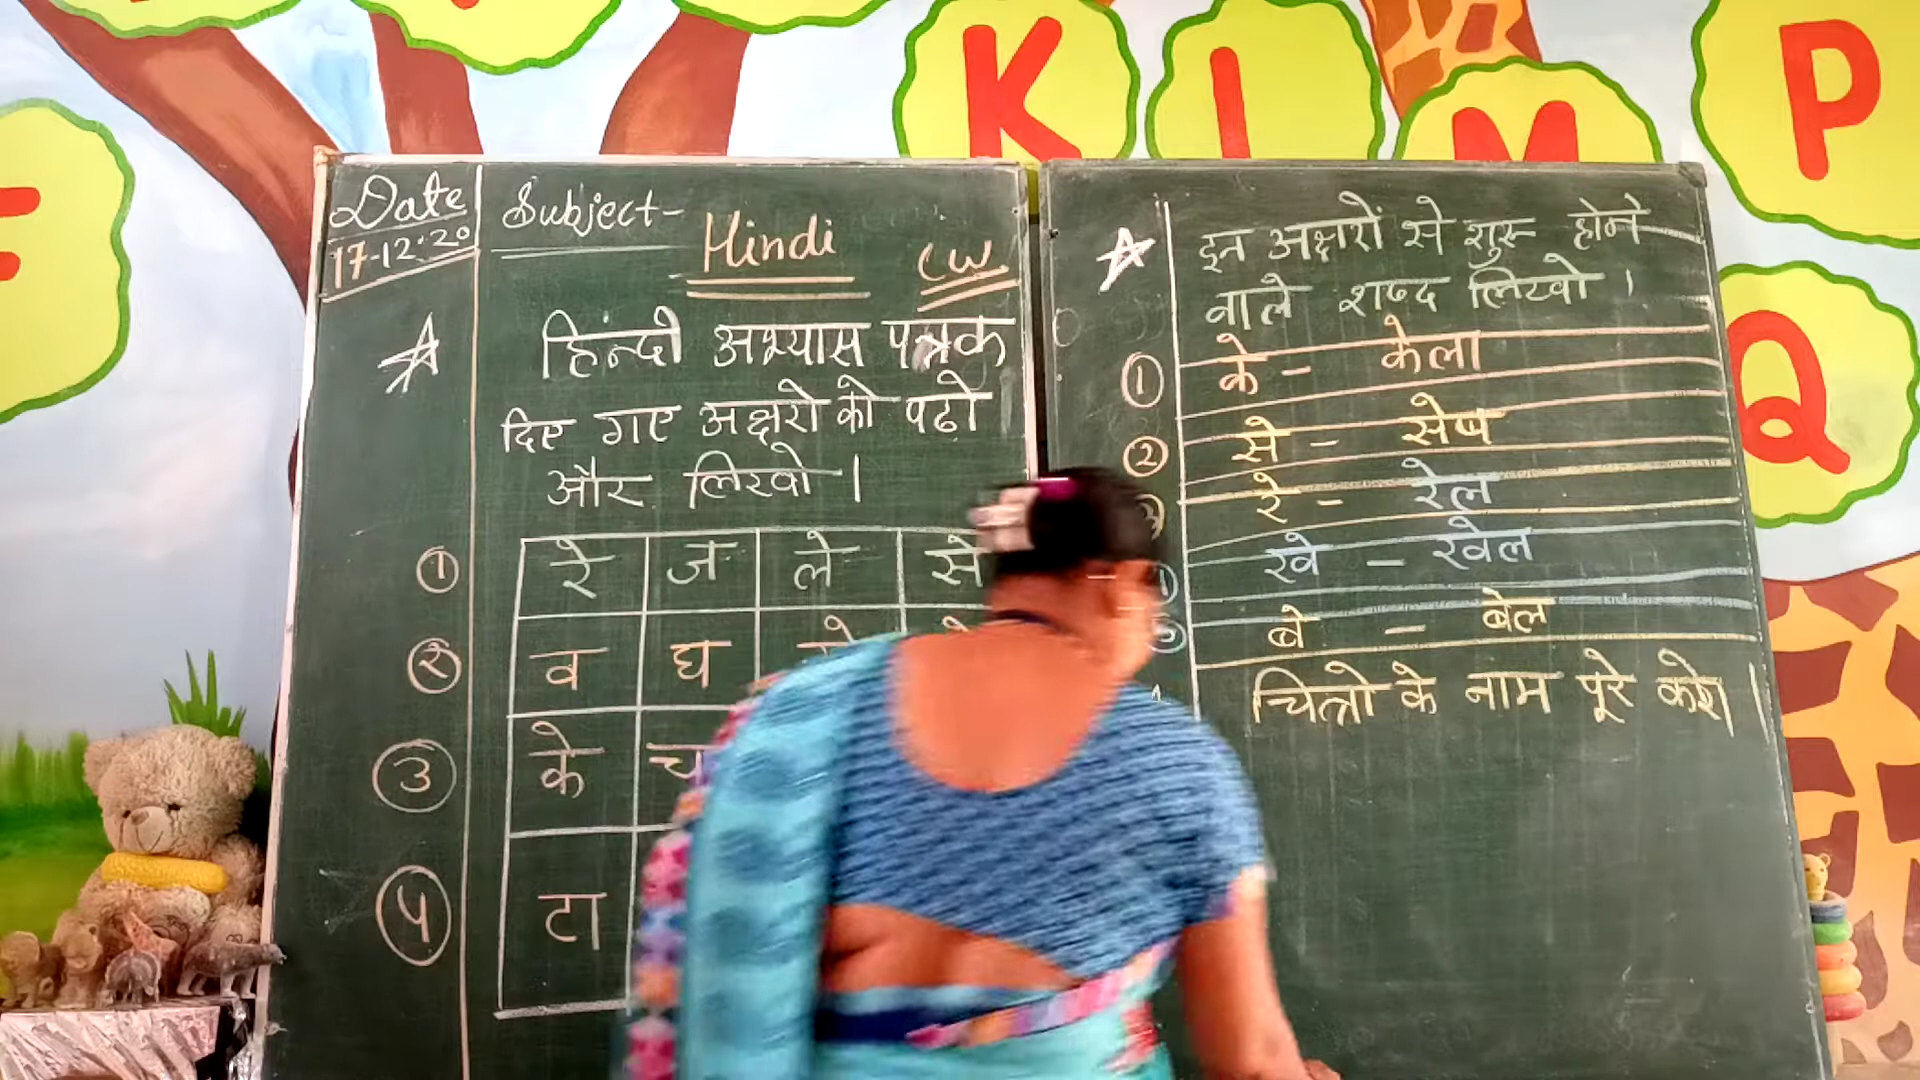 K L M P
F
Q
Date
17-12-20
Subject-
Hindi
CW
हिन्दी अभ्यास पत्रक
दिए गए अक्षरो को पढो
और लिखो ।
① रे ज ले से
② व घ
③ के च
④ टा
इन अक्षरों से शुरू होने
वाले शब्द लिखो ।
① के - केला
② से - सेब
③ रे - रेल
खे - खेल
बे - बेल
चित्रो के नाम पूरे करो ।